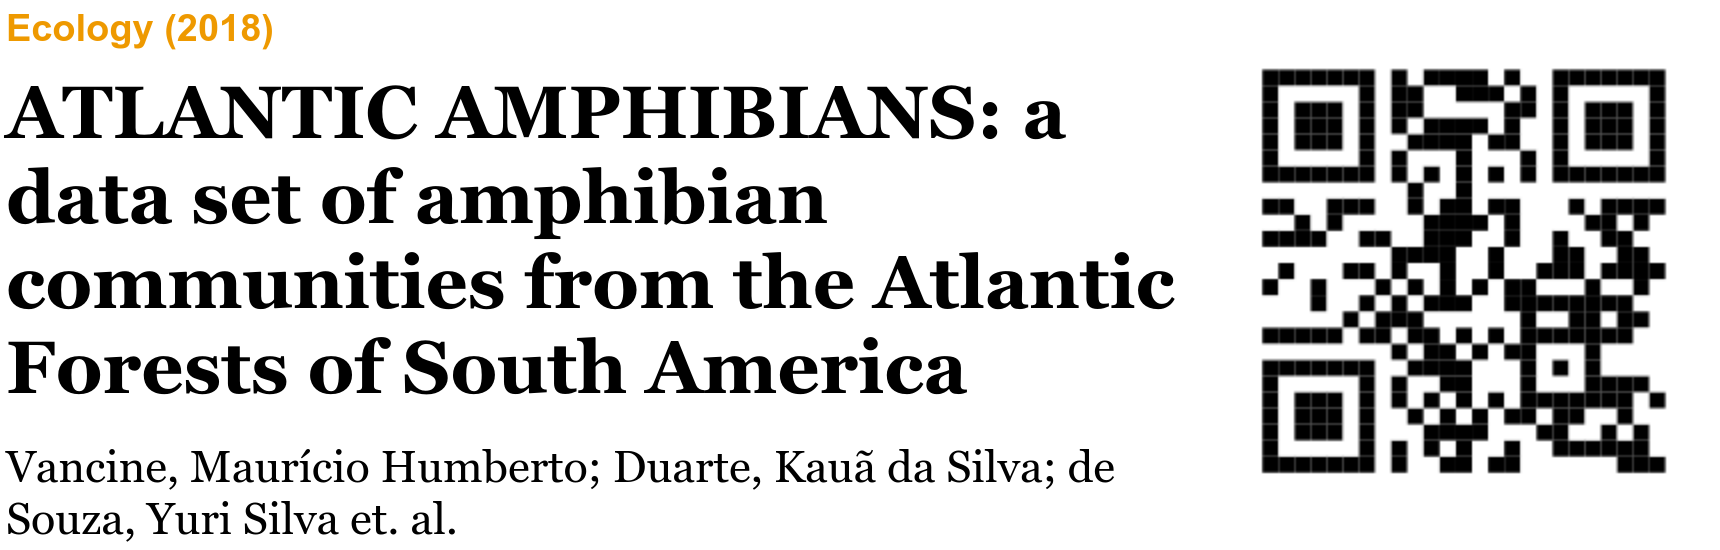 Ecology (2018)
ATLANTIC AMPHIBIANS: a
data set of amphibian
communities from the Atlantic
Forests of South America
Vancine, Maurício Humberto; Duarte, Kauã da Silva; de
Souza, Yuri Silva et. al.